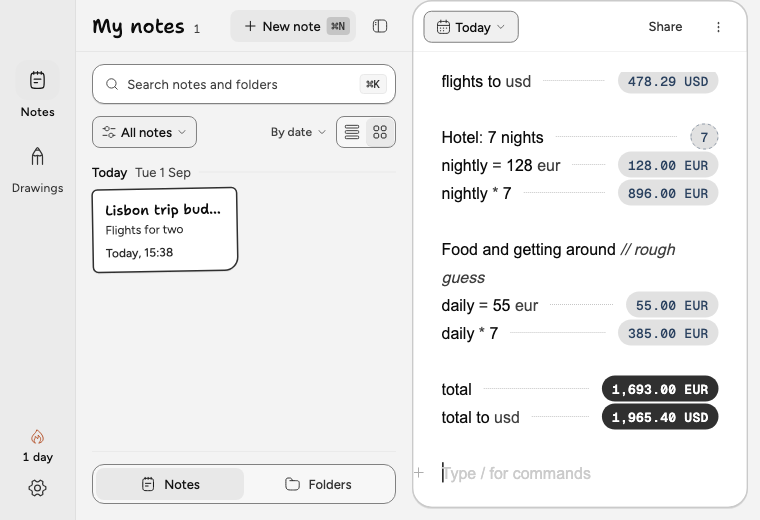 My notes 1
New note ⌘N
Search notes and folders ⌘K
All notes
By date
Today Tue 1 Sep
Lisbon trip bud...
Flights for two
Today, 15:38
Notes
Drawings
1 day
Notes
Folders
Today
Share
flights to usd 478.29 USD
Hotel: 7 nights 7
nightly = 128 eur 128.00 EUR
nightly * 7 896.00 EUR
Food and getting around // rough
guess
daily = 55 eur 55.00 EUR
daily * 7 385.00 EUR
total 1,693.00 EUR
total to usd 1,965.40 USD
Type / for commands